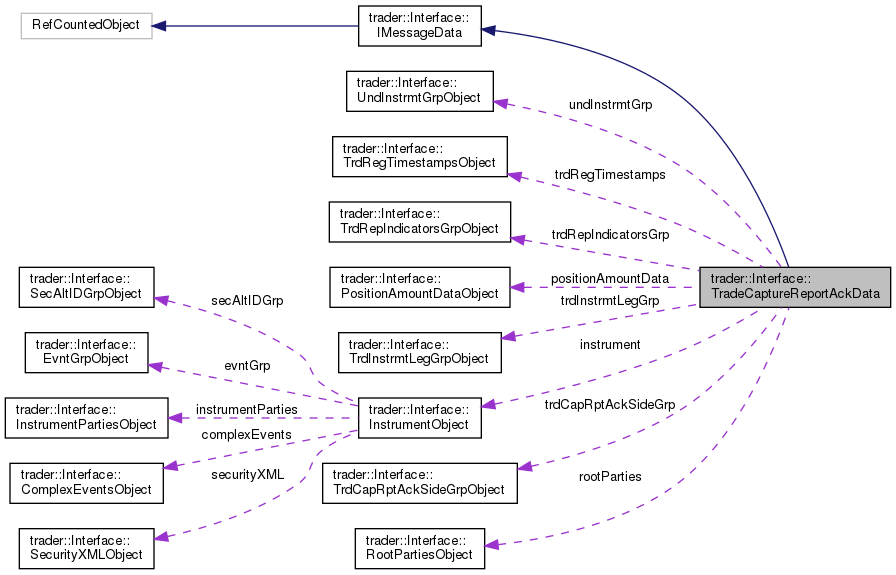 RefCountedObject
trader::Interface::
IMessageData
trader::Interface::
UndInstrmtGrpObject
undInstrmtGrp
trader::Interface::
TrdRegTimestampsObject
trdRegTimestamps
trader::Interface::
TrdRepIndicatorsGrpObject
trdRepIndicatorsGrp
trader::Interface::
SecAltIDGrpObject
secAltIDGrp
trader::Interface::
PositionAmountDataObject
positionAmountData
trader::Interface::
TradeCaptureReportAckData
trdInstrmtLegGrp
trader::Interface::
EvntGrpObject
evntGrp
trader::Interface::
TrdInstrmtLegGrpObject
instrument
trader::Interface::
InstrumentPartiesObject
instrumentParties
trader::Interface::
InstrumentObject
trdCapRptAckSideGrp
complexEvents
trader::Interface::
ComplexEventsObject
securityXML
trader::Interface::
TrdCapRptAckSideGrpObject
rootParties
trader::Interface::
SecurityXMLObject
trader::Interface::
RootPartiesObject